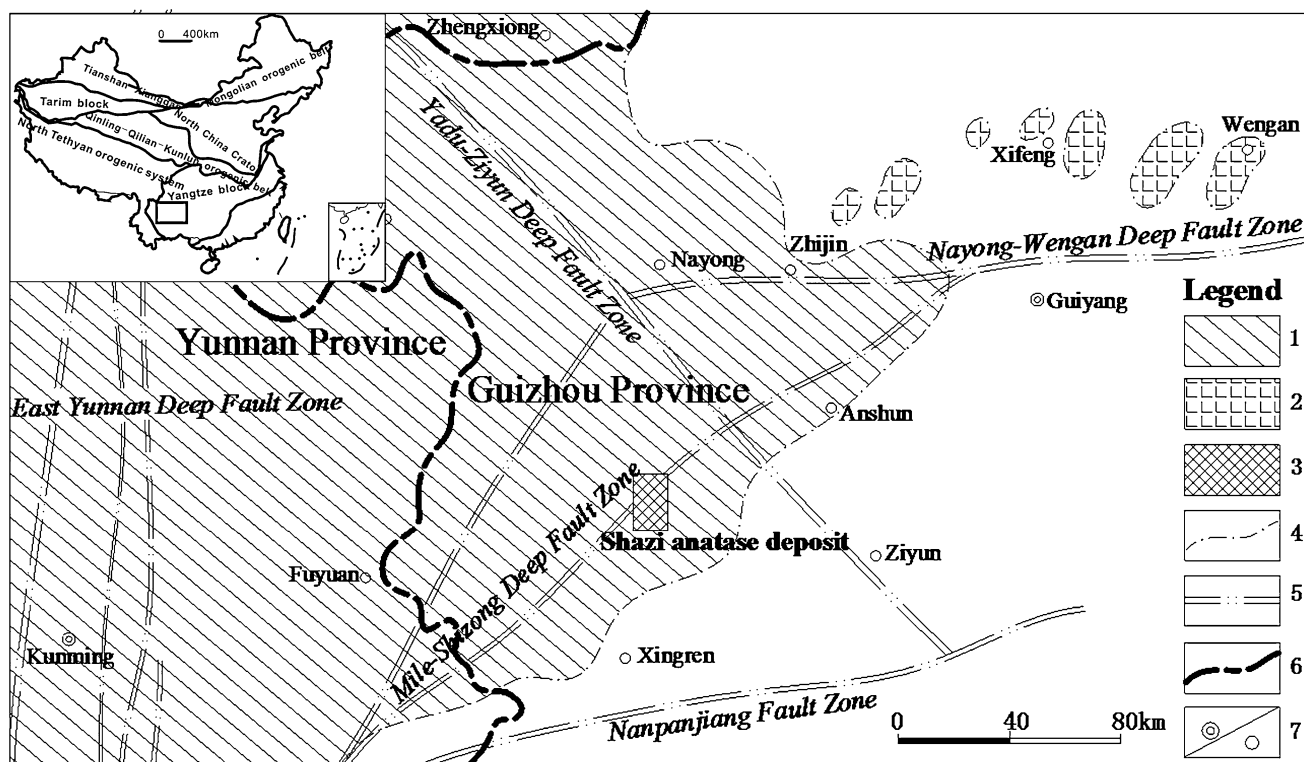 Zhengxiong
0 400km
Tianshan-Xianggan-Mongolian orogenic belt
Tarim block
North China Craton
Qinling-Qilian-Kunlun orogenic belt
North Tethyan orogenic system
Yangtze block
Yadu-Ziyun Deep Fault Zone
Xifeng
Wengan
Nayong
Zhijin
Nayong-Wengan Deep Fault Zone
Guiyang
Yunnan Province
Guizhou Province
East Yunnan Deep Fault Zone
Anshun
Mile-Shizong Deep Fault Zone
Shazi anatase deposit
Ziyun
Fuyuan
Kunming
Xingren
Nanpanjiang Fault Zone
0 40 80km
Legend
1
2
3
4
5
6
7